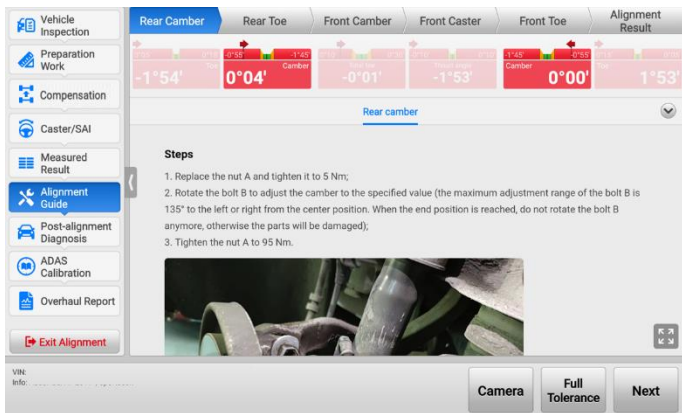 Vehicle
Inspection
Preparation
Work
Compensation
Caster/SAI
Measured
Result
Alignment
Guide
Post-alignment
Diagnosis
ADAS
Calibration
Overhaul Report
Exit Alignment
Rear Camber
Rear Toe
Front Camber
Front Caster
Front Toe
Alignment
Result
-0°55' -1°45'
-1°45' -0°55'
Toe
Camber
Camber
-1°54'
0°04'
-0°01'
-1°53'
0°00'
1°53'
Rear camber
Steps
1. Replace the nut A and tighten it to 5 Nm;
2. Rotate the bolt B to adjust the camber to the specified value (the maximum adjustment range of the bolt B is
135° to the left or right from the center position. When the end position is reached, do not rotate the bolt B
anymore, otherwise the parts will be damaged);
3. Tighten the nut A to 95 Nm.
VIN:
Info:
Camera
Full
Tolerance
Next